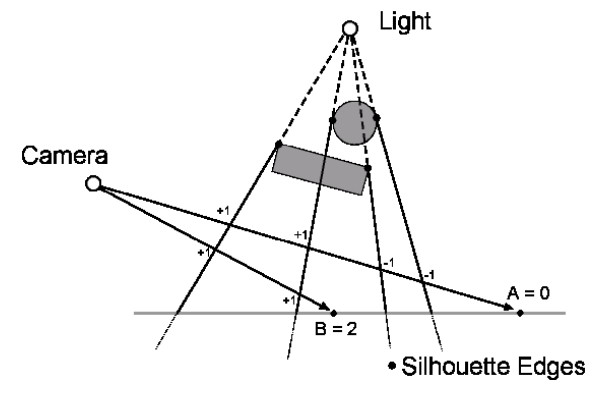 Light
Camera
+1
+1
+1
-1
-1
+1
A = 0
B = 2
• Silhouette Edges